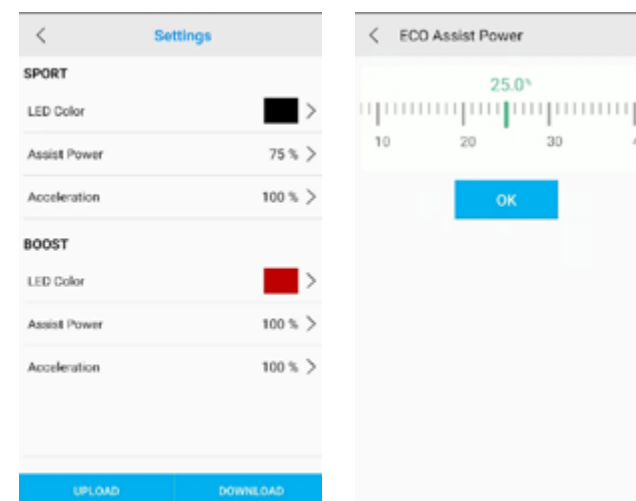 Settings
SPORT
LED Color
Assist Power 75 %
Acceleration 100 %
BOOST
LED Color
Assist Power 100 %
Acceleration 100 %
UPLOAD DOWNLOAD
ECO Assist Power
25.0%
10 20 30
OK